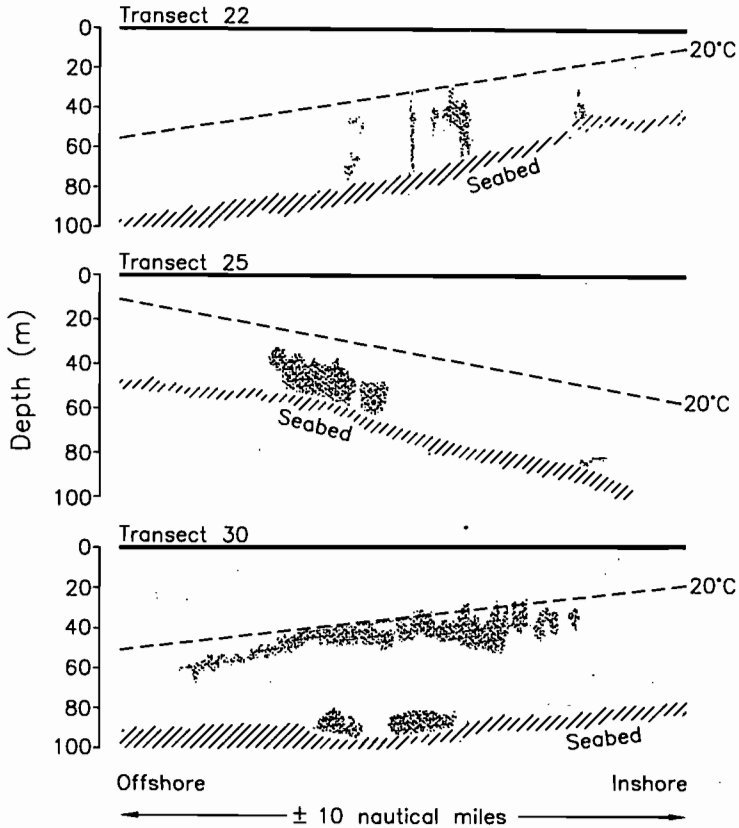 Transect 22
0
20
40
60
80
100
20°C
Seabed
Transect 25
0
20
40
60
80
100
20°C
Seabed
Depth (m)
Transect 30
0
20
40
60
80
100
20°C
Seabed
Offshore
Inshore
± 10 nautical miles